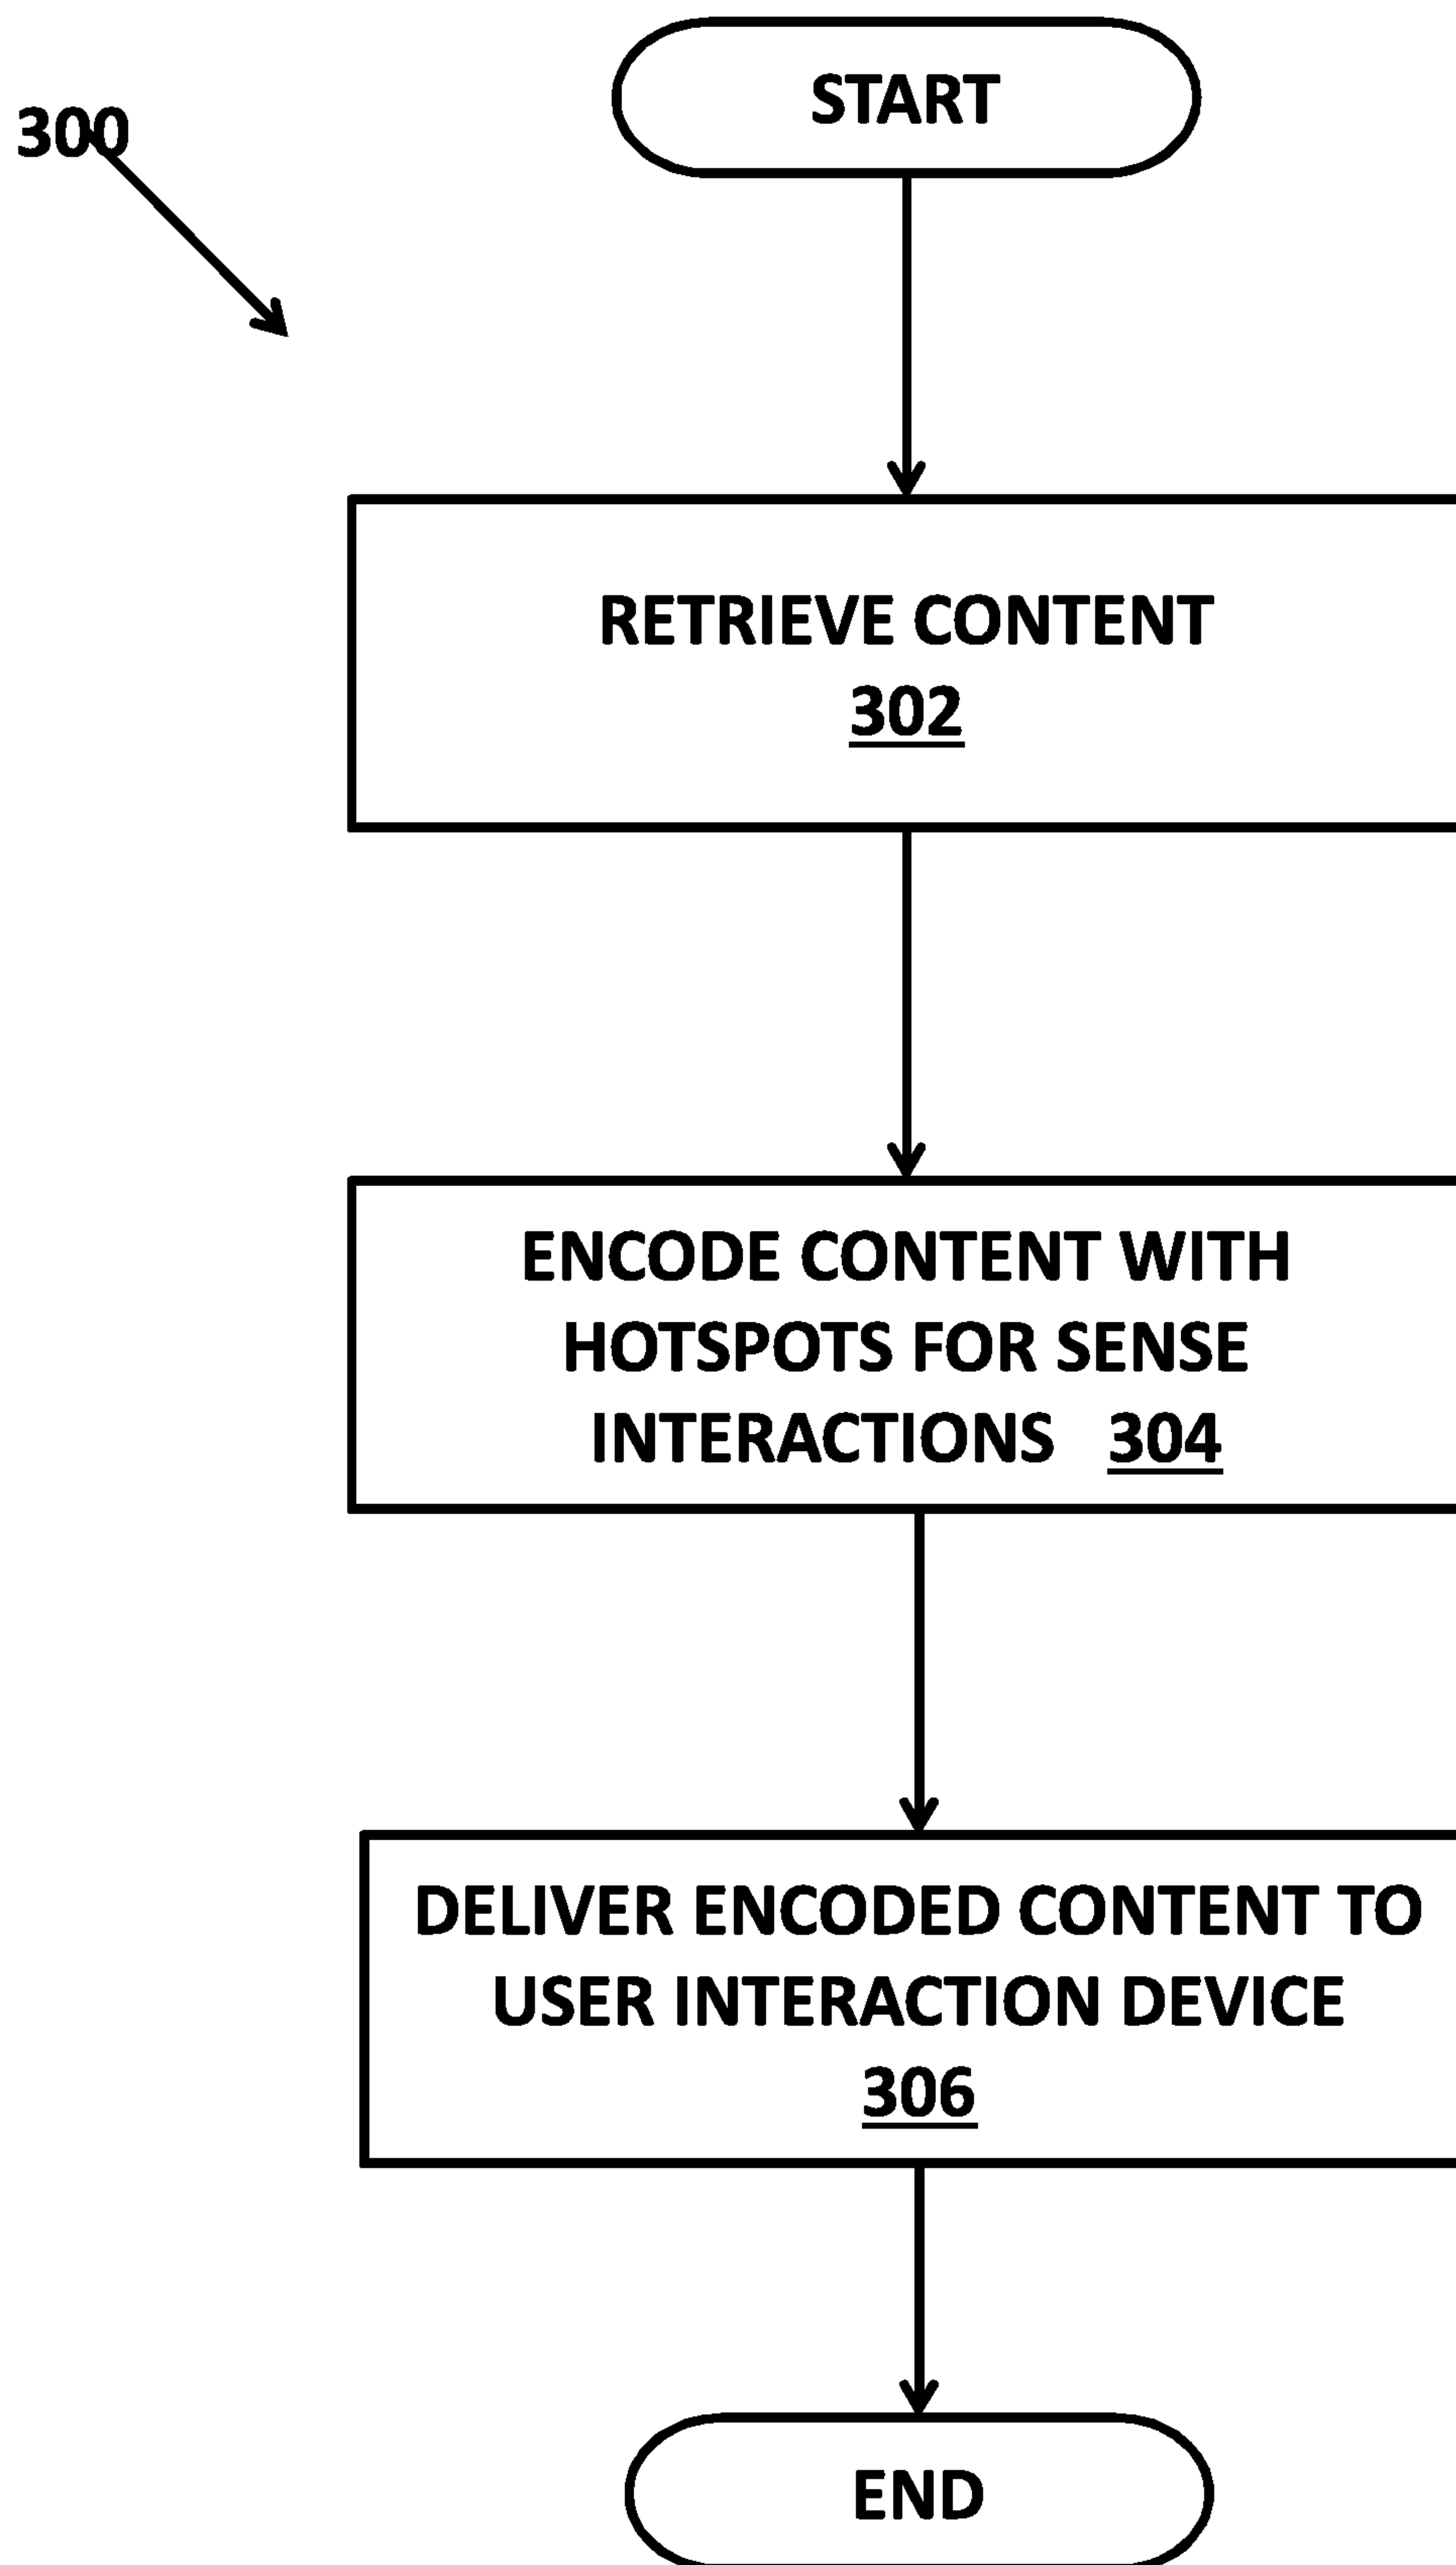 START
300
RETRIEVE CONTENT
302
ENCODE CONTENT WITH
HOTSPOTS FOR SENSE
INTERACTIONS 304
DELIVER ENCODED CONTENT TO
USER INTERACTION DEVICE
306
END